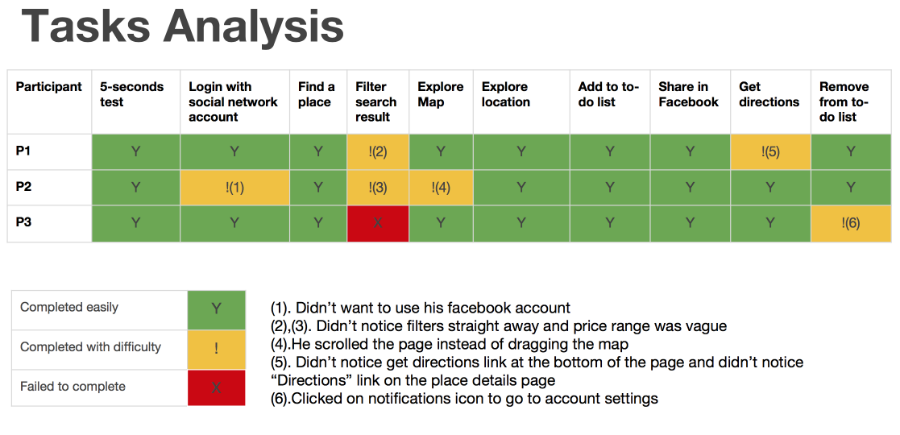 Tasks Analysis
Participant 5-seconds test Login with social network account Find a place Filter search result Explore Map Explore location Add to to-do list Share in Facebook Get directions Remove from to-do list
P1 Y Y Y !(2) Y Y Y Y !(5) Y
P2 Y !(1) Y !(3) !(4) Y Y Y Y Y
P3 Y Y Y X Y Y Y Y Y !(6)
Completed easily Y
Completed with difficulty !
Failed to complete X
(1). Didn’t want to use his facebook account
(2),(3). Didn’t notice filters straight away and price range was vague
(4).He scrolled the page instead of dragging the map
(5). Didn’t notice get directions link at the bottom of the page and didn’t notice
“Directions” link on the place details page
(6).Clicked on notifications icon to go to account settings